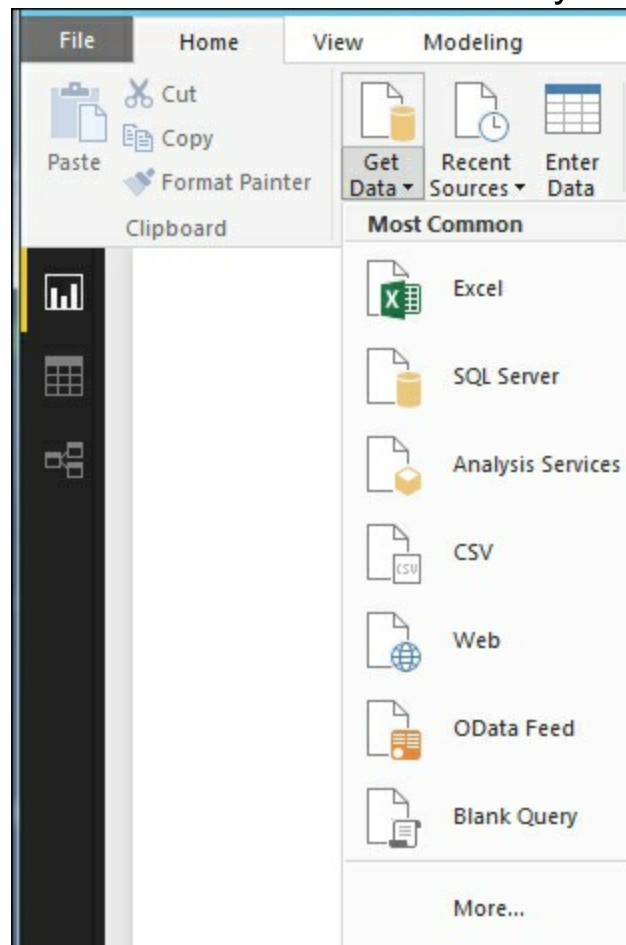 File Home View Modeling
Cut
Copy
Format Painter
Paste
Clipboard
Get Data
Recent Sources
Enter Data
Most Common
Excel
SQL Server
Analysis Services
CSV
CSV
Web
OData Feed
Blank Query
More...